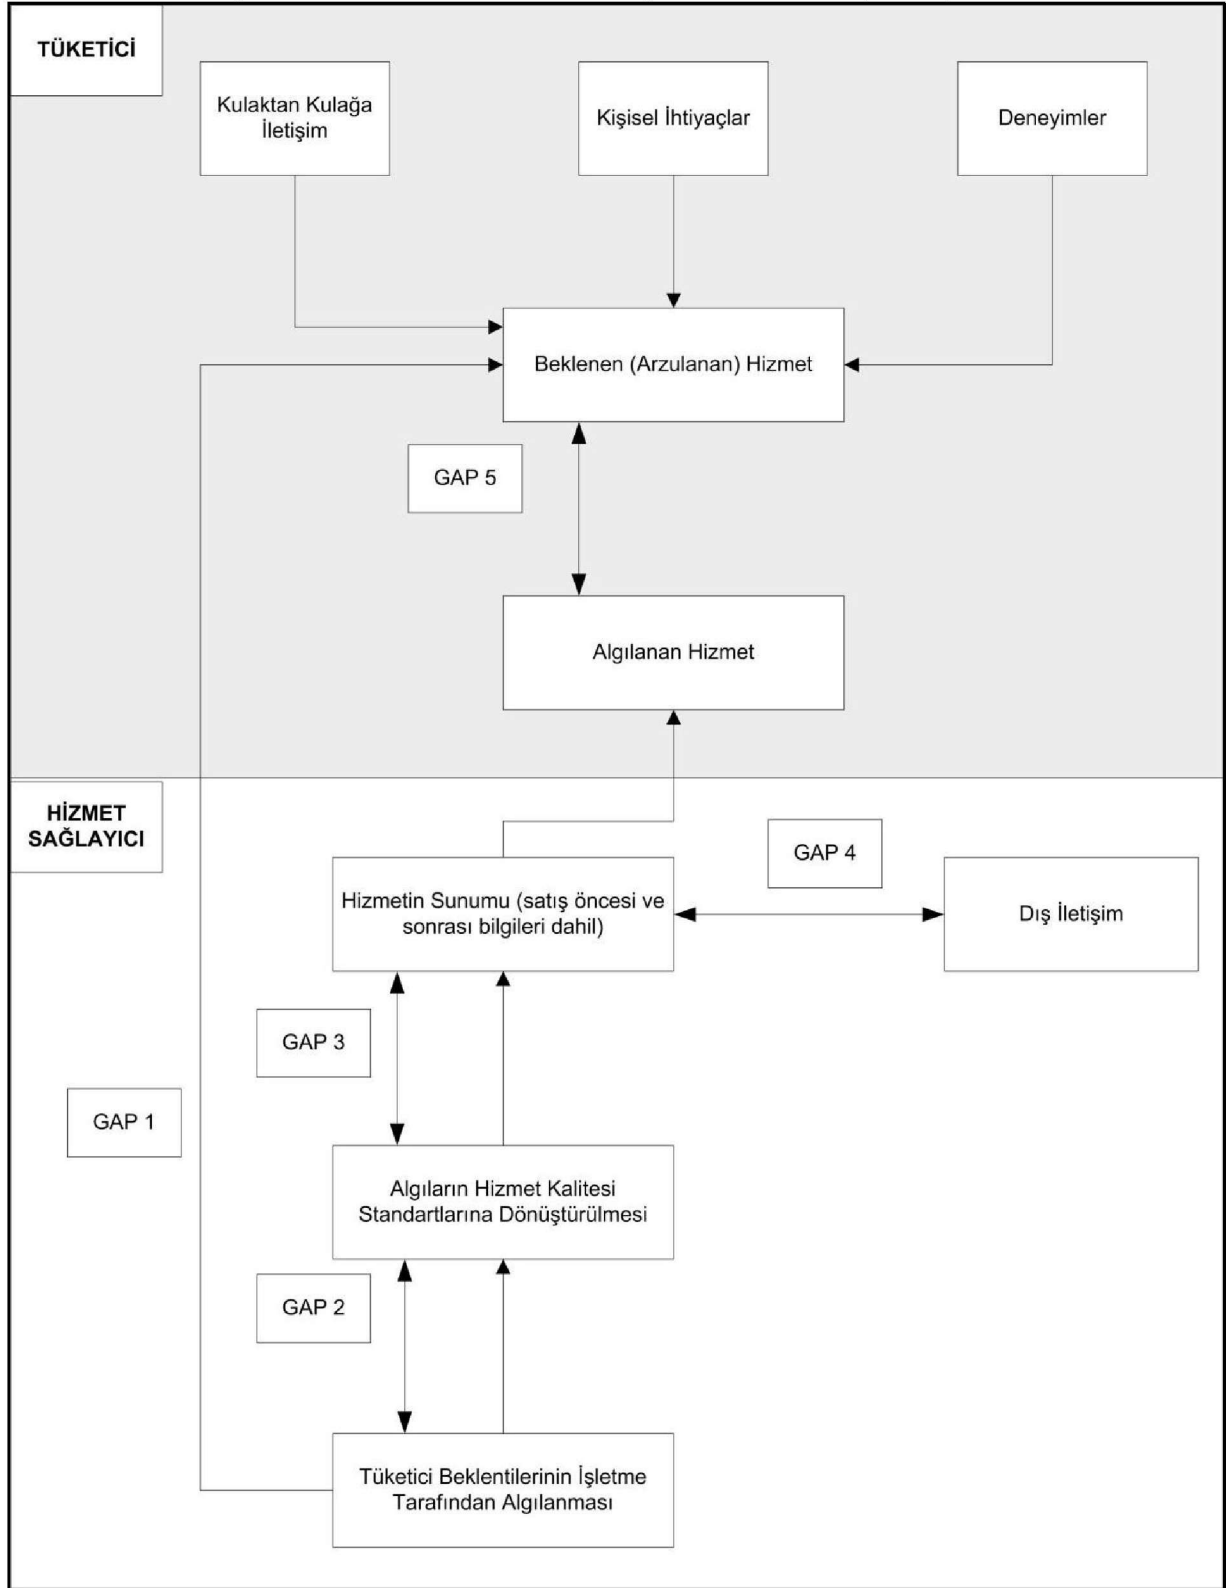 TÜKETİCİ
Kulaktan Kulağa
İletişim
Kişisel İhtiyaçlar
Deneyimler
Beklenen (Arzulanan) Hizmet
GAP 5
Algılanan Hizmet
HİZMET
SAĞLAYICI
GAP 4
Hizmetin Sunumu (satış öncesi ve
sonrası bilgileri dahil)
Dış İletişim
GAP 3
GAP 1
Algıların Hizmet Kalitesi
Standartlarına Dönüştürülmesi
GAP 2
Tüketici Beklentilerinin İşletme
Tarafından Algılanması